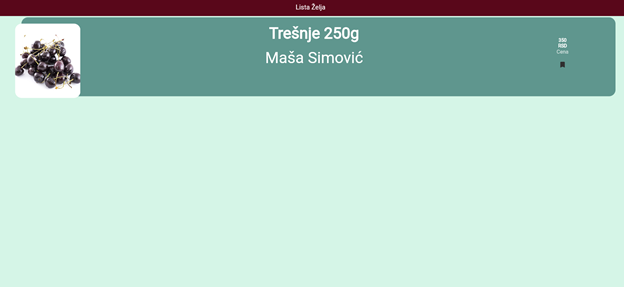 Lista Želja
Trešnje 250g
Maša Simović
350
RSD
Cena